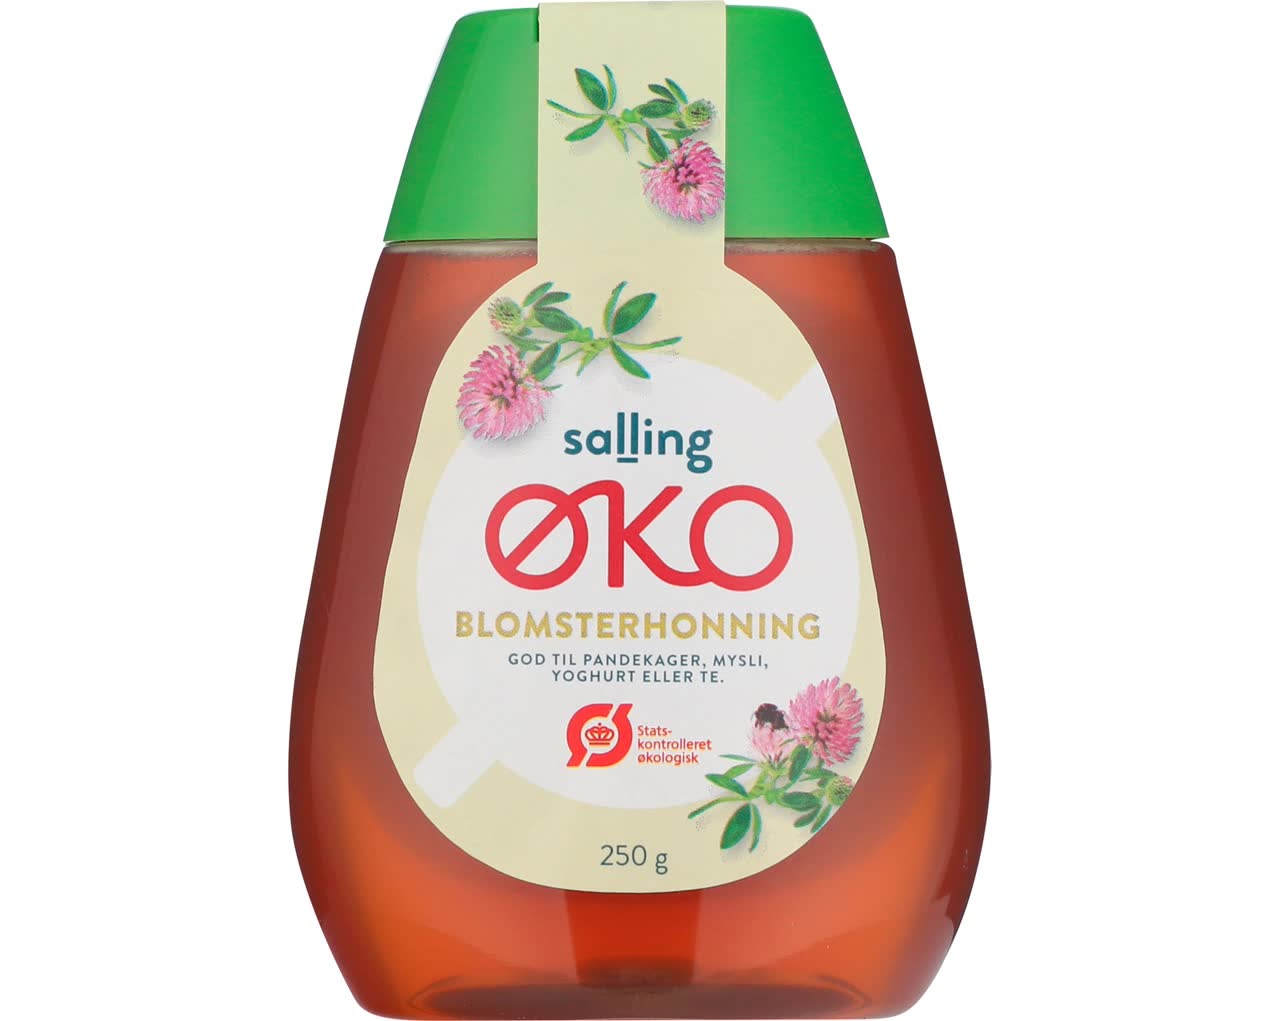 salling
ØKO
BLOMSTERHONNING
GOD TIL PANDEKAGER, MYSLI,
YOGHURT ELLER TE.
Ø
Stats-
kontrolleret
økologisk
250 g